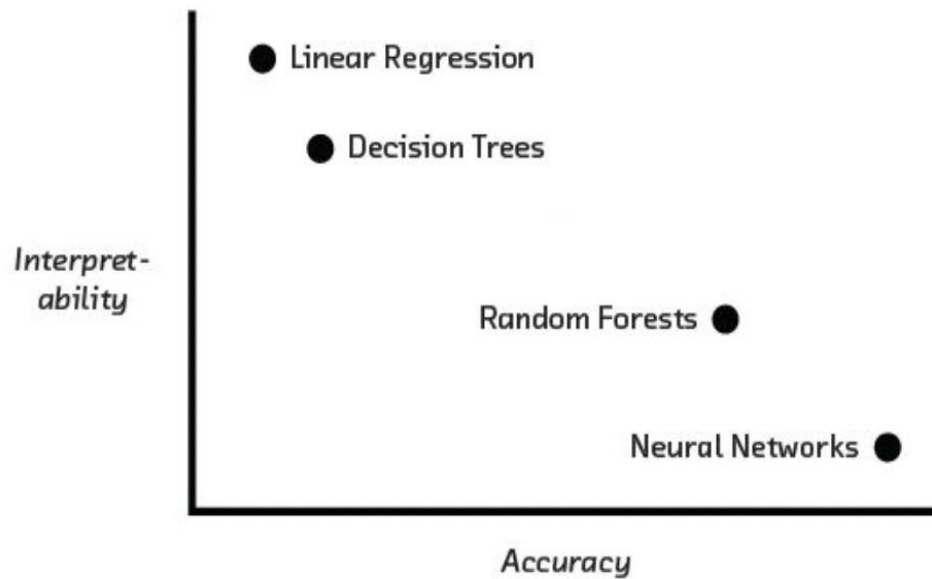 Linear Regression
Decision Trees
Interpret-
ability
Random Forests
Neural Networks
Accuracy